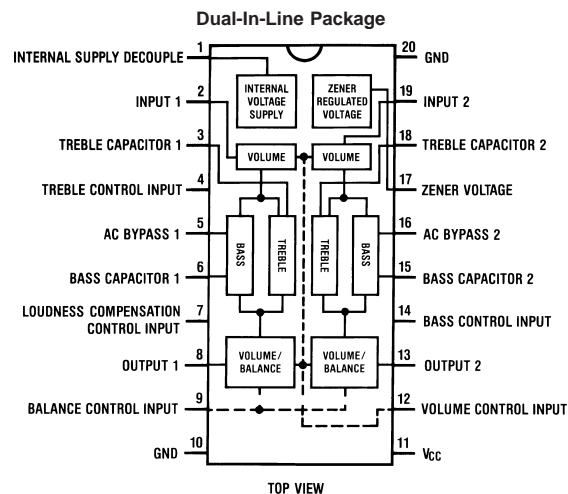 Dual-In-Line Package
1
INTERNAL SUPPLY DECOUPLE
20
GND
INTERNAL
VOLTAGE
SUPPLY
ZENER
REGULATED
VOLTAGE
2
INPUT 1
19
INPUT 2
3
TREBLE CAPACITOR 1
18
TREBLE CAPACITOR 2
VOLUME
VOLUME
4
TREBLE CONTROL INPUT
17
ZENER VOLTAGE
5
AC BYPASS 1
16
AC BYPASS 2
BASS
TREBLE
TREBLE
BASS
6
BASS CAPACITOR 1
15
BASS CAPACITOR 2
7
LOUDNESS COMPENSATION
CONTROL INPUT
14
BASS CONTROL INPUT
8
OUTPUT 1
VOLUME/
BALANCE
VOLUME/
BALANCE
13
OUTPUT 2
9
BALANCE CONTROL INPUT
12
VOLUME CONTROL INPUT
10
GND
11
VCC
TOP VIEW